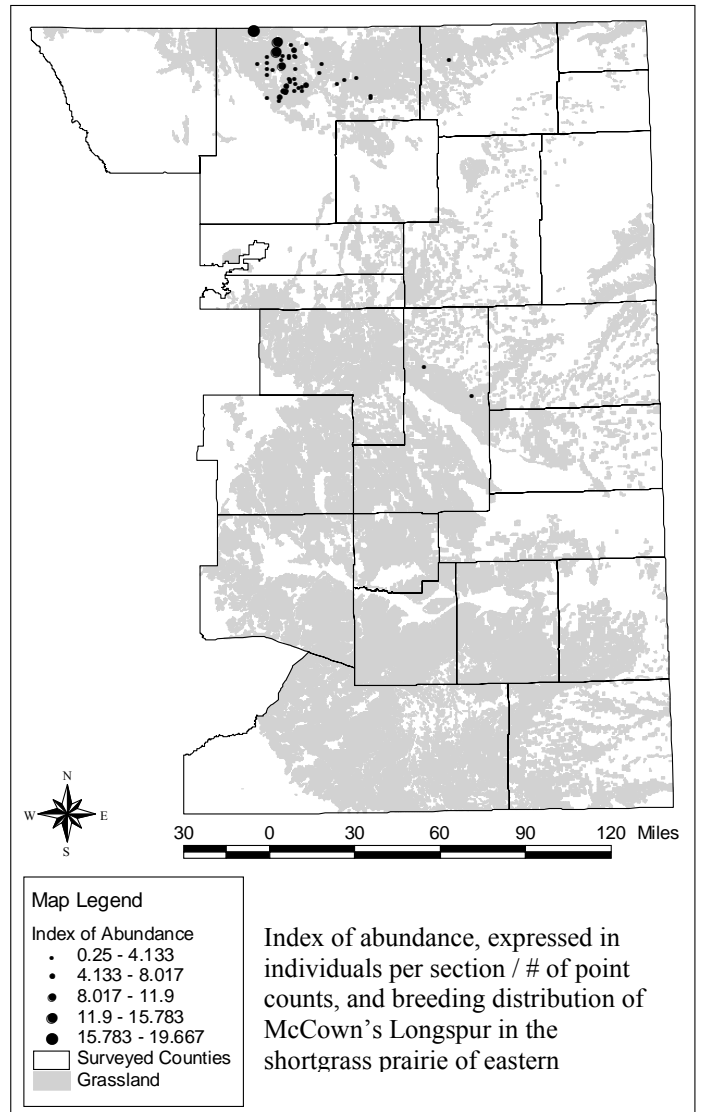 N
W E
S
30 0 30 60 90 120 Miles
Map Legend
Index of Abundance
0.25 - 4.133
4.133 - 8.017
8.017 - 11.9
11.9 - 15.783
15.783 - 19.667
Surveyed Counties
Grassland
Index of abundance, expressed in
individuals per section / # of point
counts, and breeding distribution of
McCown's Longspur in the
shortgrass prairie of eastern